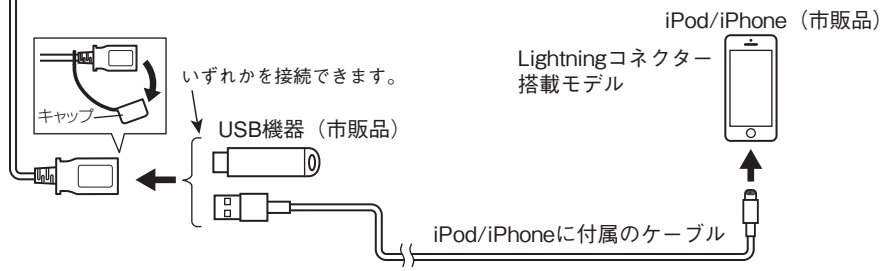 iPod/iPhone（市販品）
Lightningコネクター
搭載モデル
いずれかを接続できます。
キャップ
USB機器（市販品）
iPod/iPhoneに付属のケーブル